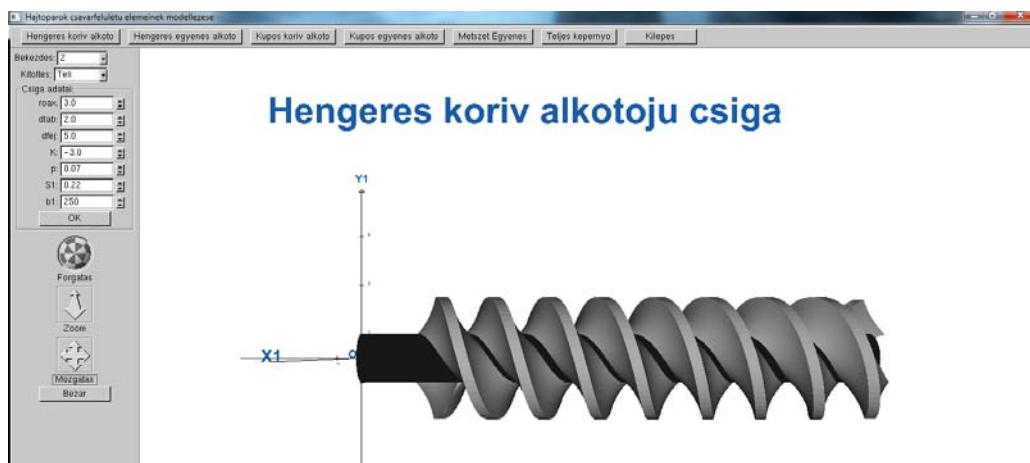 Hajtoparok csavarfeluletu elemeinek modellezese
Hengeres koriv alkoto Hengeres egyenes alkoto Kupos koriv alkoto Kupos egyenes alkoto Metszet Egyenes Teljes kepernyo Kilepes
Bekezdes: 2
Kitoltes: Teli
Csiga adatai:
roax: 3.0
dlab: 2.0
dfej: 5.0
K: -3.0
p: 0.07
S1: 0.22
b1: 250
OK
Forgatas
Zoom
Mozgatas
Bezar
Hengeres koriv alkotoju csiga
Y1
X1
O